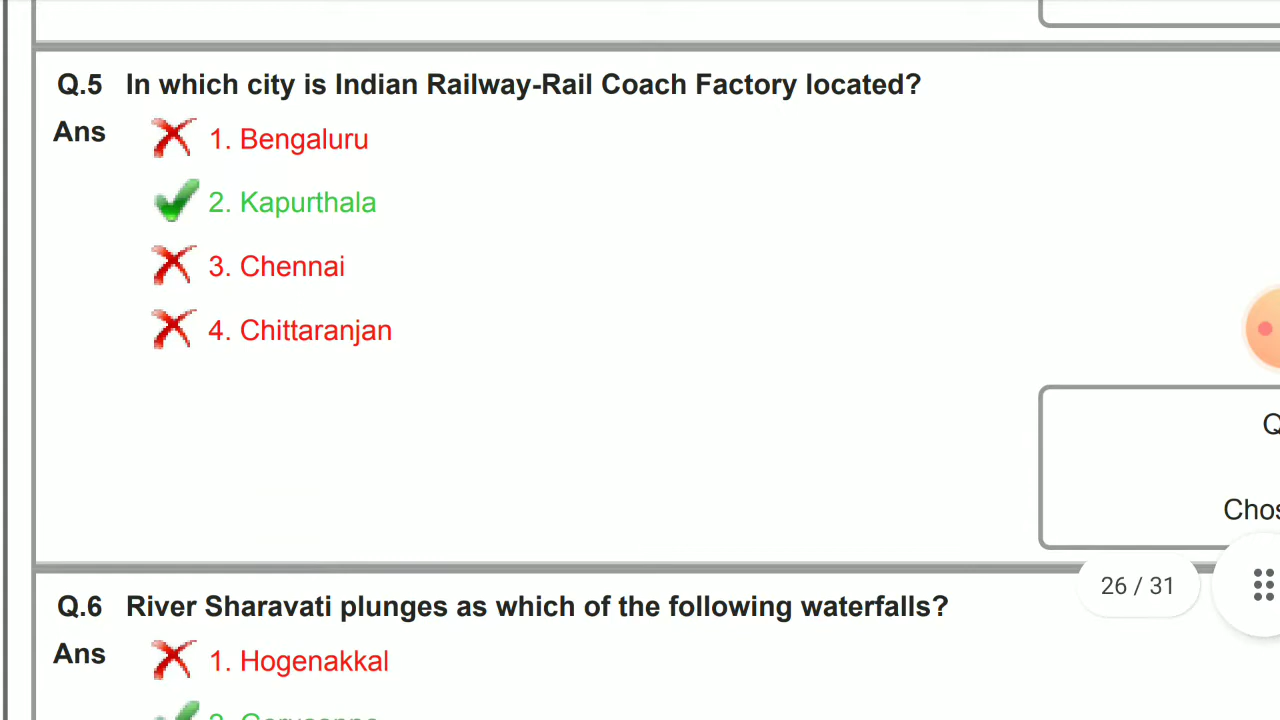 Q.5 In which city is Indian Railway-Rail Coach Factory located?
Ans 1. Bengaluru
2. Kapurthala
3. Chennai
4. Chittaranjan
Q
Chos
26 / 31
Q.6 River Sharavati plunges as which of the following waterfalls?
Ans 1. Hogenakkal